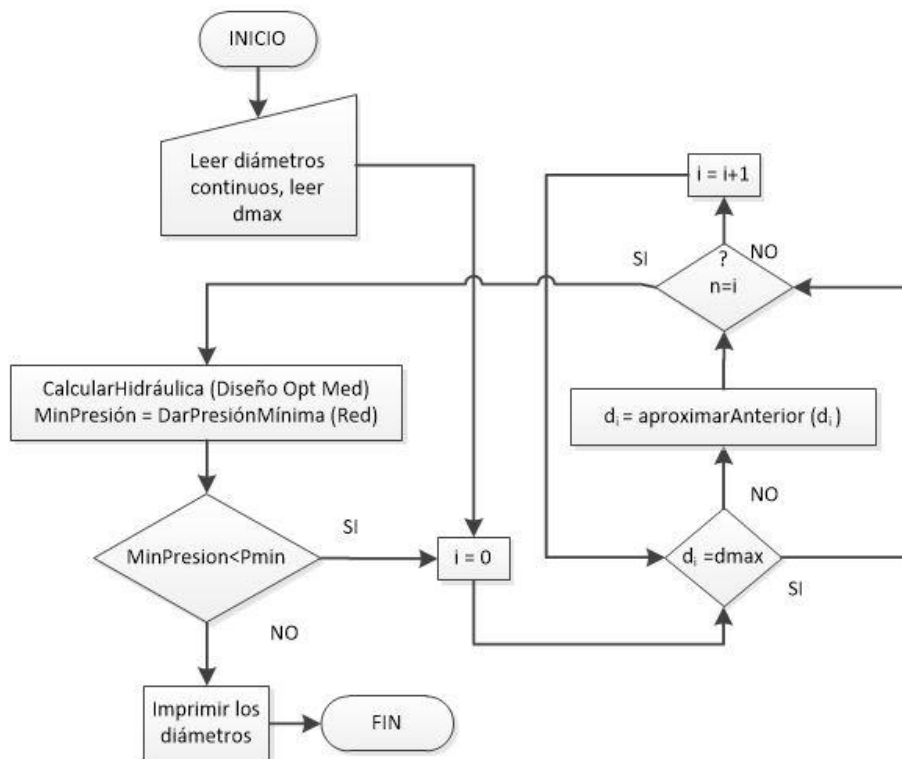 INICIO
Leer diámetros
continuos, leer
dmax
i = i+1
SI
?
NO
n=i
CalcularHidráulica (Diseño Opt Med)
MinPresión = DarPresiónMínima (Red)
dᵢ = aproximarAnterior (dᵢ )
NO
SI
MinPresion<Pmin
i = 0
dᵢ =dmax
SI
NO
Imprimir los
diámetros
FIN